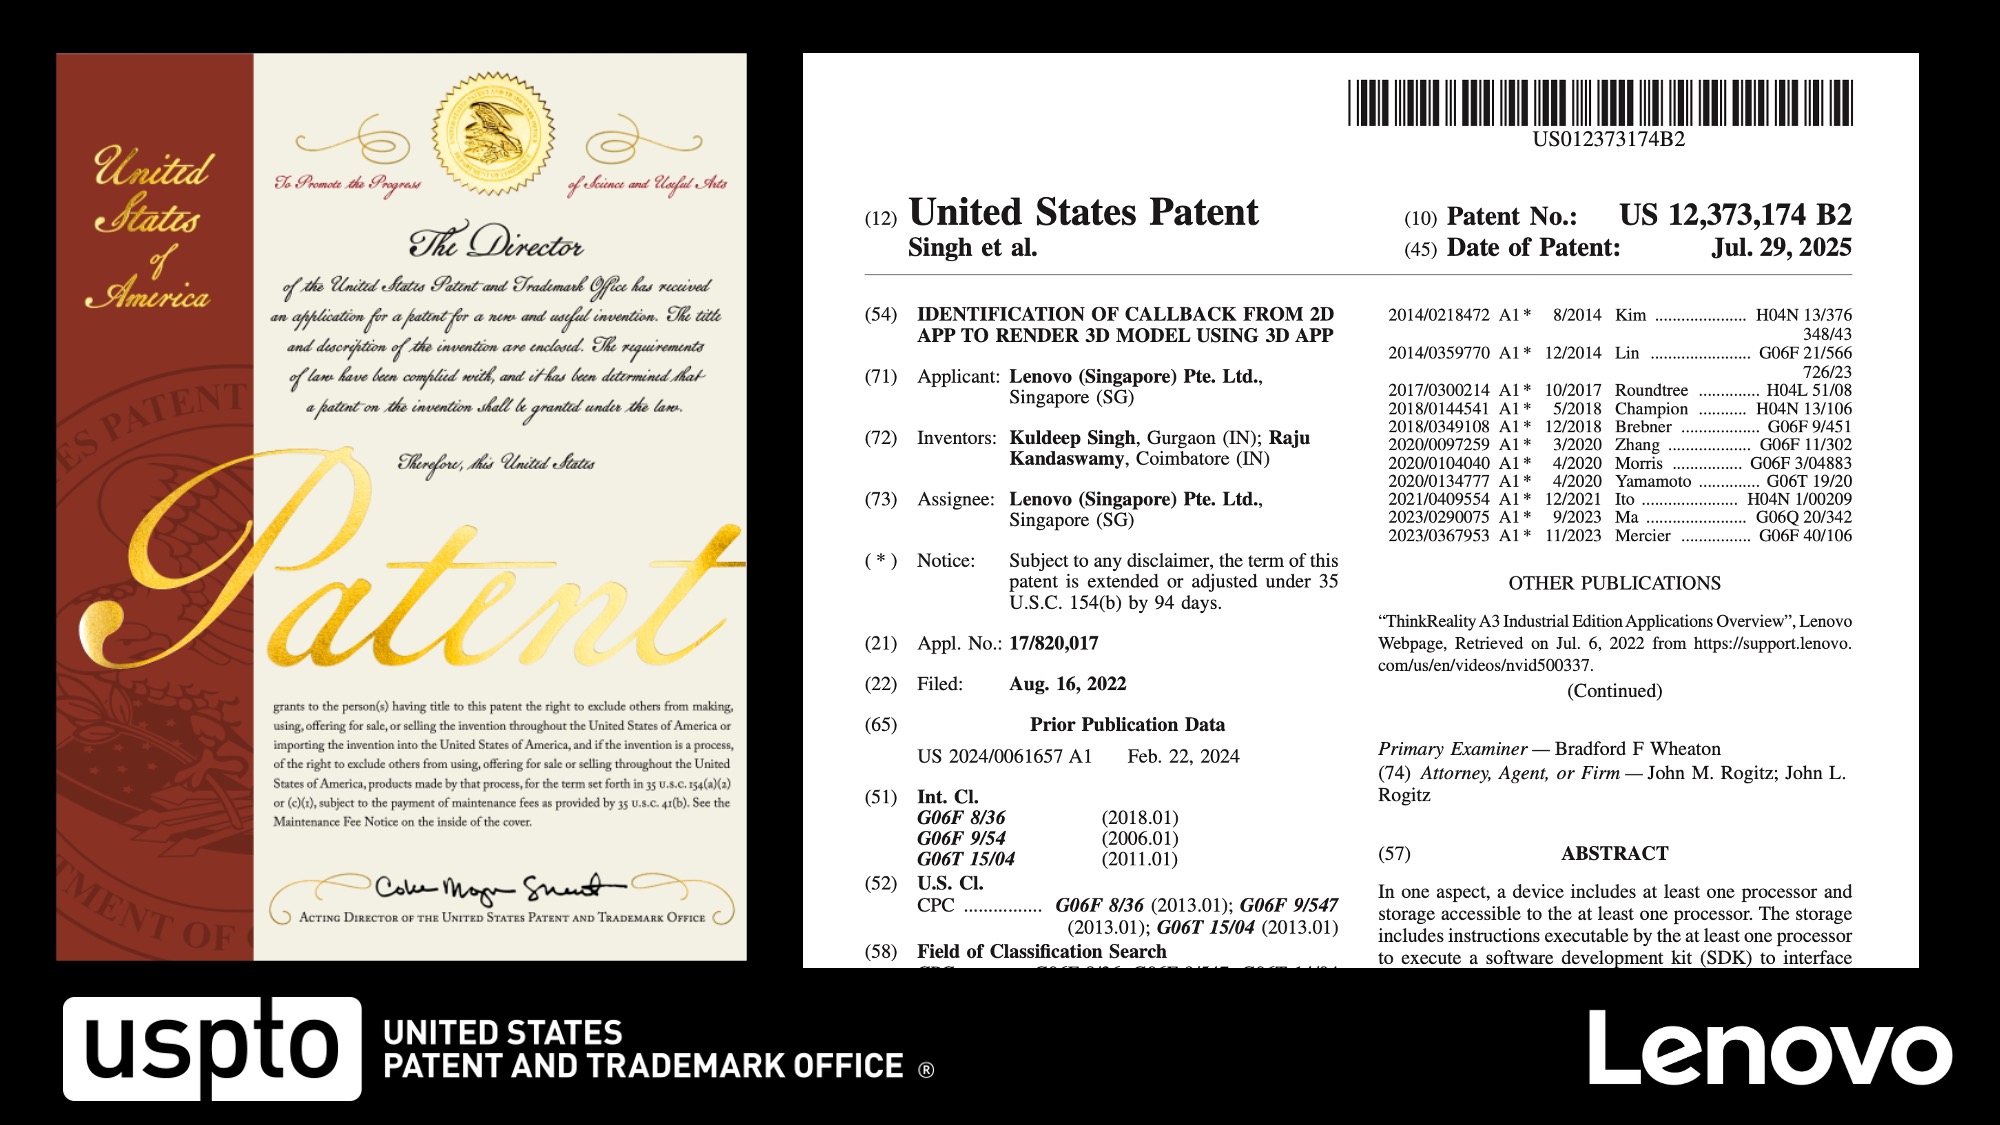 United
States
of
America
To Promote the Progress
of Science and Useful Arts
The Director
of the United States Patent and Trademark Office has received
an application for a patent for a new and useful invention. The title
and description of the invention are enclosed. The requirements
of law have been complied with, and it has been determined that
a patent on the invention shall be granted under the law.
Therefore, this United States
Patent
grants to the person(s) having title to this patent the right to exclude others from making,
using, offering for sale, or selling the invention throughout the United States of America or
importing the invention into the United States of America, and if the invention is a process,
of the right to exclude others from using, offering for sale or selling throughout the United
States of America, products made by that process, for the term set forth in 35 U.S.C. 154(a)(2)
or (c)(1), subject to the payment of maintenance fees as provided by 35 U.S.C. 41(b). See the
Maintenance Fee Notice on the inside of the cover.
Acting Director of the United States Patent and Trademark Office
ES PATENT
TMENT OF
US012373174B2
(12) United States Patent
Singh et al.
(10) Patent No.: US 12,373,174 B2
(45) Date of Patent: Jul. 29, 2025
(54) IDENTIFICATION OF CALLBACK FROM 2D
APP TO RENDER 3D MODEL USING 3D APP
(71) Applicant: Lenovo (Singapore) Pte. Ltd.,
Singapore (SG)
(72) Inventors: Kuldeep Singh, Gurgaon (IN); Raju
Kandaswamy, Coimbatore (IN)
(73) Assignee: Lenovo (Singapore) Pte. Ltd.,
Singapore (SG)
( * ) Notice: Subject to any disclaimer, the term of this
patent is extended or adjusted under 35
U.S.C. 154(b) by 94 days.
(21) Appl. No.: 17/820,017
(22) Filed: Aug. 16, 2022
(65) Prior Publication Data
US 2024/0061657 A1 Feb. 22, 2024
(51) Int. Cl.
G06F 8/36 (2018.01)
G06F 9/54 (2006.01)
G06T 15/04 (2011.01)
(52) U.S. Cl.
CPC ................ G06F 8/36 (2013.01); G06F 9/547
(2013.01); G06T 15/04 (2013.01)
(58) Field of Classification Search
2014/0218472 A1* 8/2014 Kim ..................... H04N 13/376
348/43
2014/0359770 A1* 12/2014 Lin ....................... G06F 21/566
726/23
2017/0300214 A1* 10/2017 Roundtree .............. H04L 51/08
2018/0144541 A1* 5/2018 Champion ........... H04N 13/106
2018/0349108 A1* 12/2018 Brebner .................. G06F 9/451
2020/0097259 A1* 3/2020 Zhang .................... G06F 11/302
2020/0104040 A1* 4/2020 Morris ................ G06F 3/04883
2020/0134777 A1* 4/2020 Yamamoto .............. G06T 19/20
2021/0409554 A1* 12/2021 Ito ..................... H04N 1/00209
2023/0290075 A1* 9/2023 Ma ....................... G06Q 20/342
2023/0367953 A1* 11/2023 Mercier ................ G06F 40/106
OTHER PUBLICATIONS
“ThinkReality A3 Industrial Edition Applications Overview”, Lenovo
Webpage, Retrieved on Jul. 6, 2022 from https://support.lenovo.
com/us/en/videos/nvid500337.
(Continued)
Primary Examiner — Bradford F Wheaton
(74) Attorney, Agent, or Firm — John M. Rogitz; John L.
Rogitz
(57) ABSTRACT
In one aspect, a device includes at least one processor and
storage accessible to the at least one processor. The storage
includes instructions executable by the at least one processor
to execute a software development kit (SDK) to interface
uspto
UNITED STATES
PATENT AND TRADEMARK OFFICE ®
Lenovo